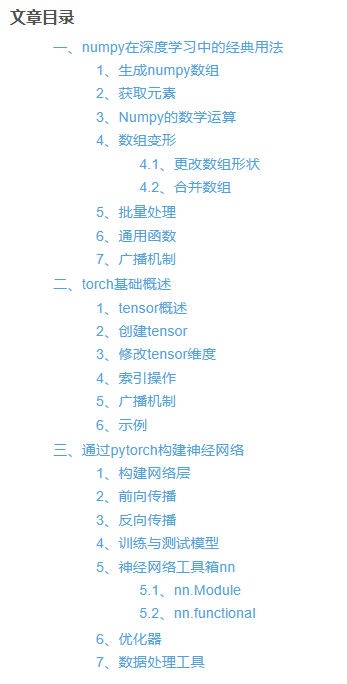 文章目录
一、numpy在深度学习中的经典用法
1、生成numpy数组
2、获取元素
3、Numpy的数学运算
4、数组变形
4.1、更改数组形状
4.2、合并数组
5、批量处理
6、通用函数
7、广播机制
二、torch基础概述
1、tensor概述
2、创建tensor
3、修改tensor维度
4、索引操作
5、广播机制
6、示例
三、通过pytorch构建神经网络
1、构建网络层
2、前向传播
3、反向传播
4、训练与测试模型
5、神经网络工具箱nn
5.1、nn.Module
5.2、nn.functional
6、优化器
7、数据处理工具